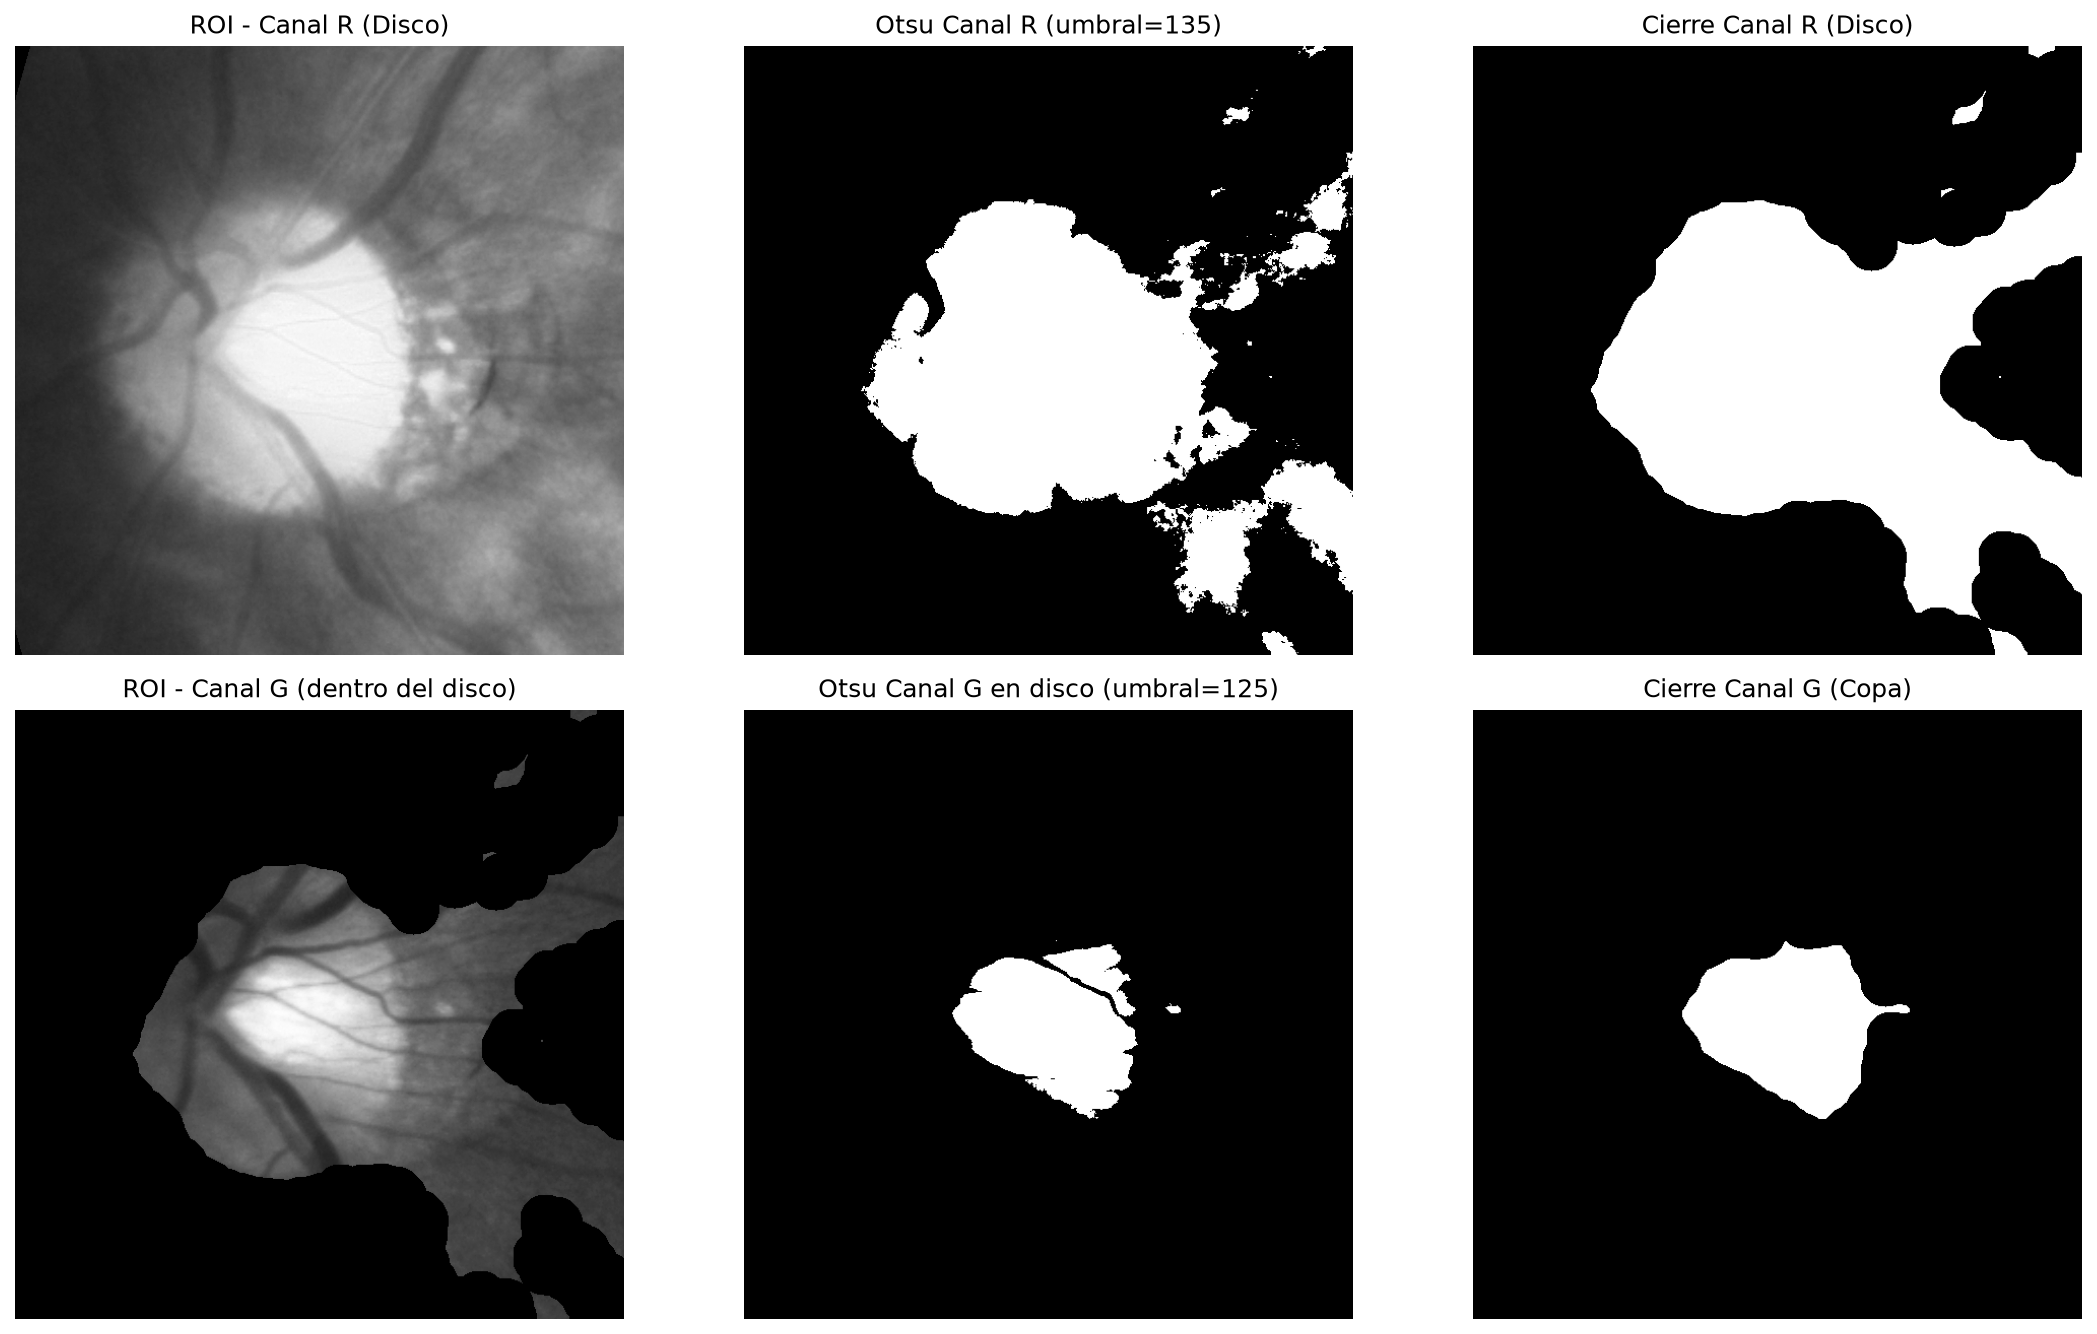 ROI - Canal R (Disco)
Otsu Canal R (umbral=135)
Cierre Canal R (Disco)
ROI - Canal G (dentro del disco)
Otsu Canal G en disco (umbral=125)
Cierre Canal G (Copa)